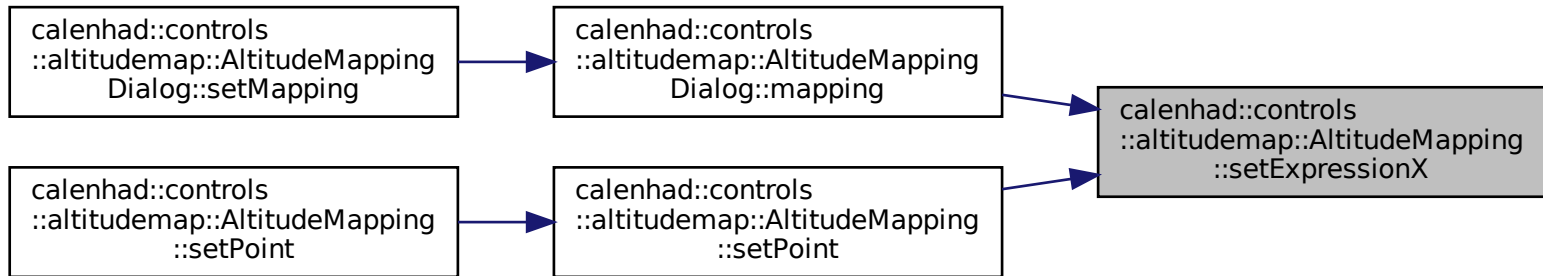 calenhad::controls
::altitudemap::AltitudeMapping
Dialog::setMapping
calenhad::controls
::altitudemap::AltitudeMapping
Dialog::mapping
calenhad::controls
::altitudemap::AltitudeMapping
::setExpressionX
calenhad::controls
::altitudemap::AltitudeMapping
::setPoint
calenhad::controls
::altitudemap::AltitudeMapping
::setPoint